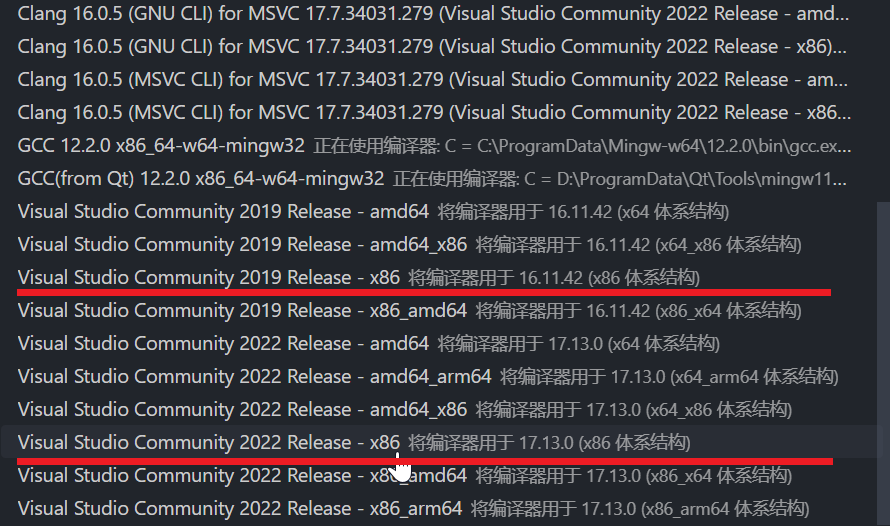 Clang 16.0.5 (GNU CLI) for MSVC 17.7.34031.279 (Visual Studio Community 2022 Release - amd...
Clang 16.0.5 (GNU CLI) for MSVC 17.7.34031.279 (Visual Studio Community 2022 Release - x86)...
Clang 16.0.5 (MSVC CLI) for MSVC 17.7.34031.279 (Visual Studio Community 2022 Release - am...
Clang 16.0.5 (MSVC CLI) for MSVC 17.7.34031.279 (Visual Studio Community 2022 Release - x86...
GCC 12.2.0 x86_64-w64-mingw32 正在使用编译器: C = C:\ProgramData\Mingw-w64\12.2.0\bin\gcc.ex...
GCC(from Qt) 12.2.0 x86_64-w64-mingw32 正在使用编译器: C = D:\ProgramData\Qt\Tools\mingw11...
Visual Studio Community 2019 Release - amd64 将编译器用于 16.11.42 (x64 体系结构)
Visual Studio Community 2019 Release - amd64_x86 将编译器用于 16.11.42 (x64_x86 体系结构)
Visual Studio Community 2019 Release - x86 将编译器用于 16.11.42 (x86 体系结构)
Visual Studio Community 2019 Release - x86_amd64 将编译器用于 16.11.42 (x86_x64 体系结构)
Visual Studio Community 2022 Release - amd64 将编译器用于 17.13.0 (x64 体系结构)
Visual Studio Community 2022 Release - amd64_arm64 将编译器用于 17.13.0 (x64_arm64 体系结构)
Visual Studio Community 2022 Release - amd64_x86 将编译器用于 17.13.0 (x64_x86 体系结构)
Visual Studio Community 2022 Release - x86 将编译器用于 17.13.0 (x86 体系结构)
Visual Studio Community 2022 Release - x86_amd64 将编译器用于 17.13.0 (x86_x64 体系结构)
Visual Studio Community 2022 Release - x86_arm64 将编译器用于 17.13.0 (x86_arm64 体系结构)